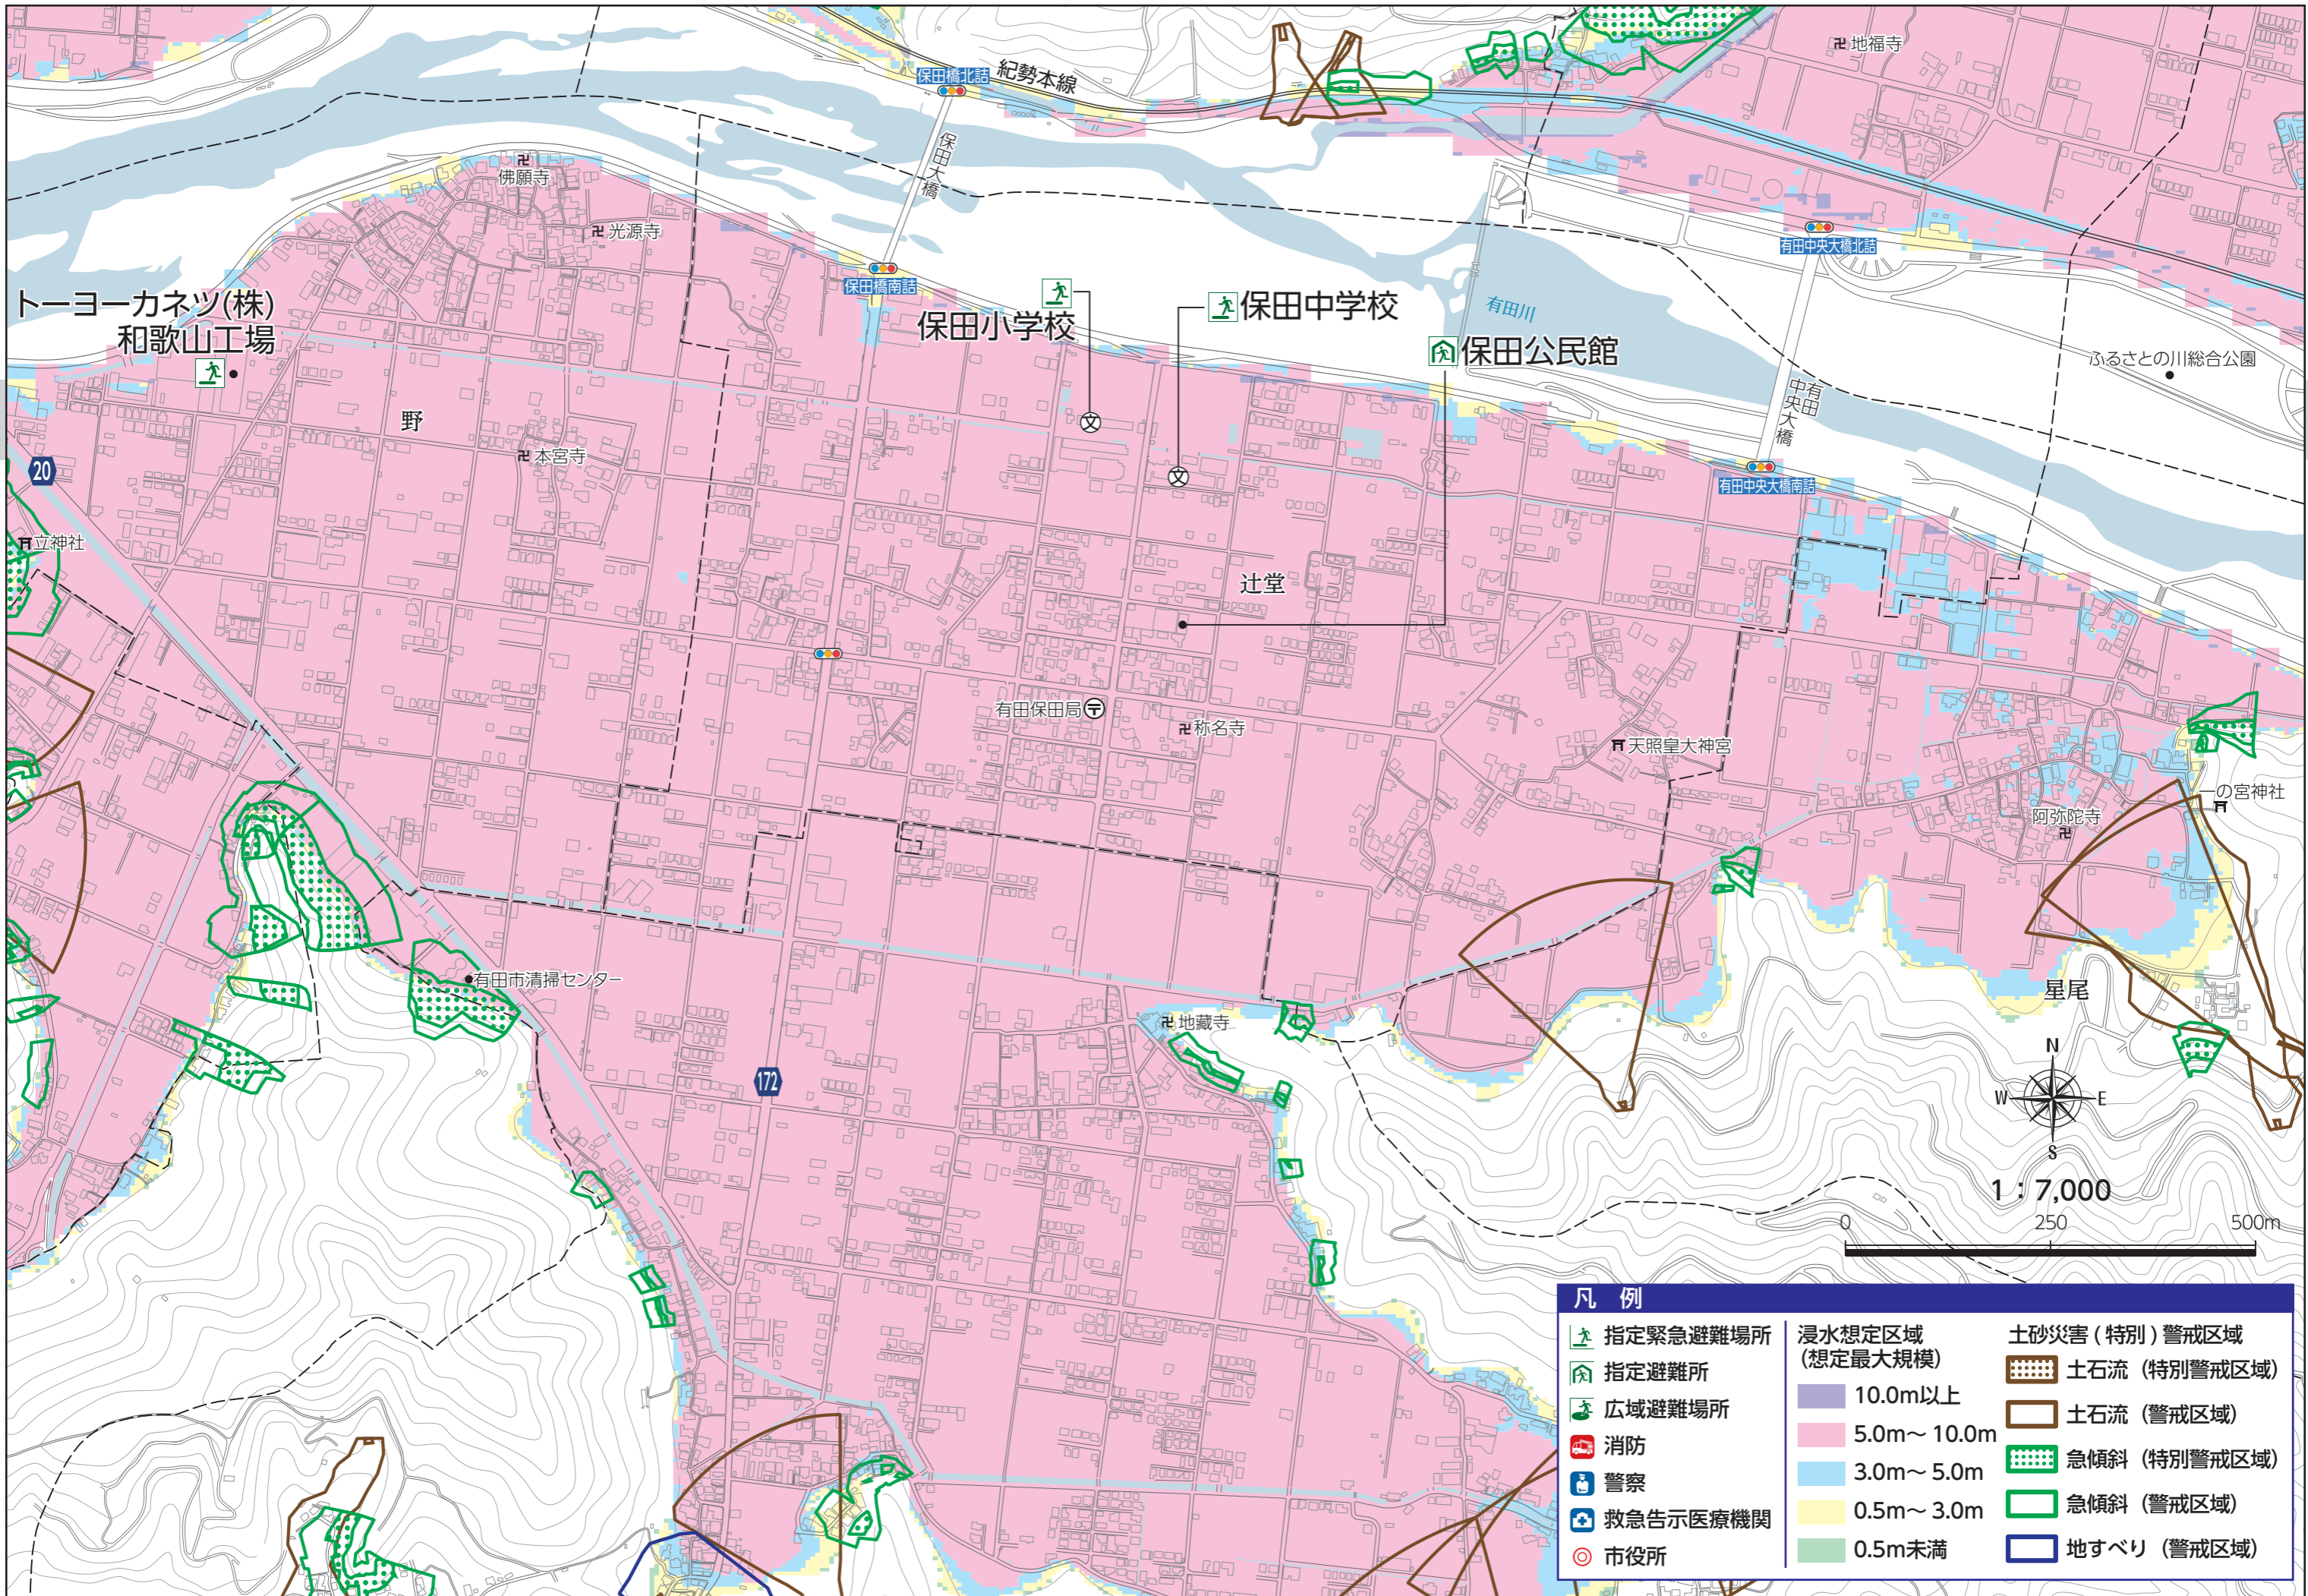 地福寺
保田橋北詰
紀勢本線
保田大橋
佛願寺
光源寺
有田中央大橋北詰
保田橋南詰
トーヨーカネツ(株)
和歌山工場
保田小学校
保田中学校
有田川
保田公民館
ふるさとの川総合公園
有田
中央大橋
野
本宮寺
20
有田中央大橋南詰
立神社
辻堂
有田保田局
称名寺
天照皇大神宮
一の宮神社
阿弥陀寺
有田市清掃センター
星尾
地蔵寺
172
N
W
E
S
1:7,000
0
250
500m
凡 例
指定緊急避難場所
指定避難所
広域避難場所
消防
警察
救急告示医療機関
市役所
浸水想定区域
(想定最大規模)
10.0m以上
5.0m～10.0m
3.0m～5.0m
0.5m～3.0m
0.5m未満
土砂災害(特別)警戒区域
土石流(特別警戒区域)
土石流(警戒区域)
急傾斜(特別警戒区域)
急傾斜(警戒区域)
地すべり(警戒区域)